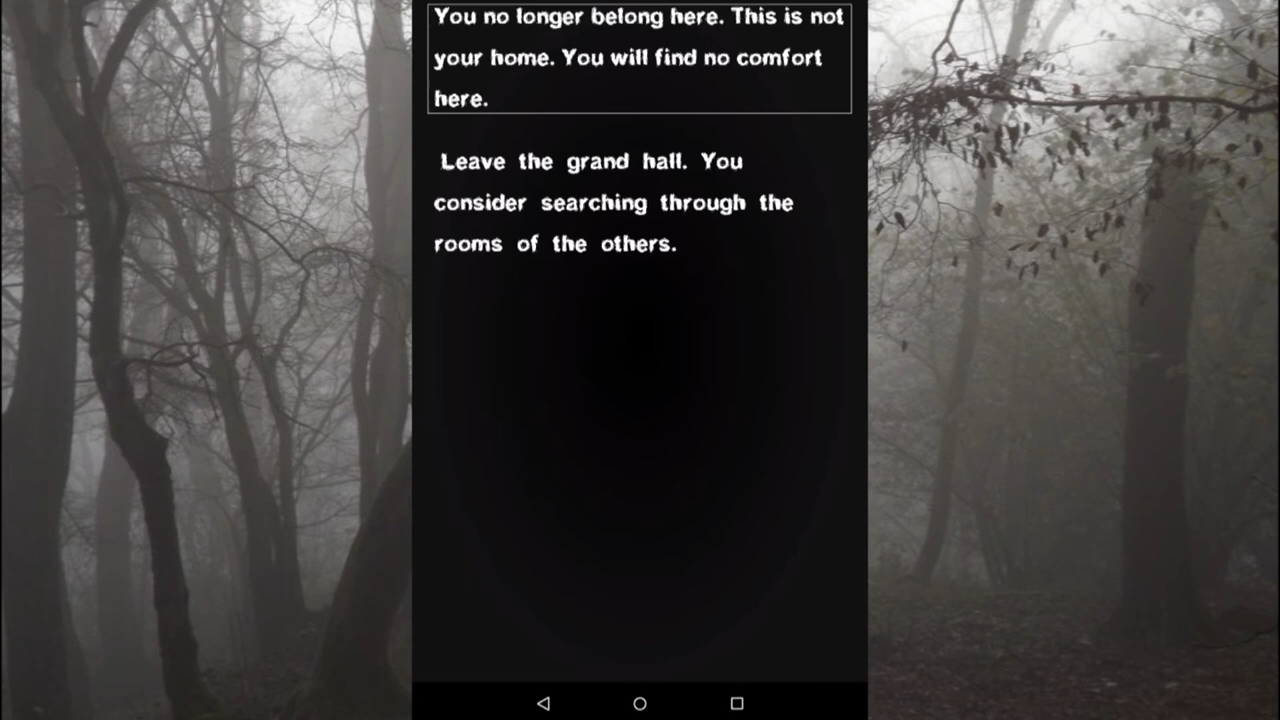 You no longer belong here. This is not
your home. You will find no comfort
here.
Leave the grand hall. You
consider searching through the
rooms of the others.